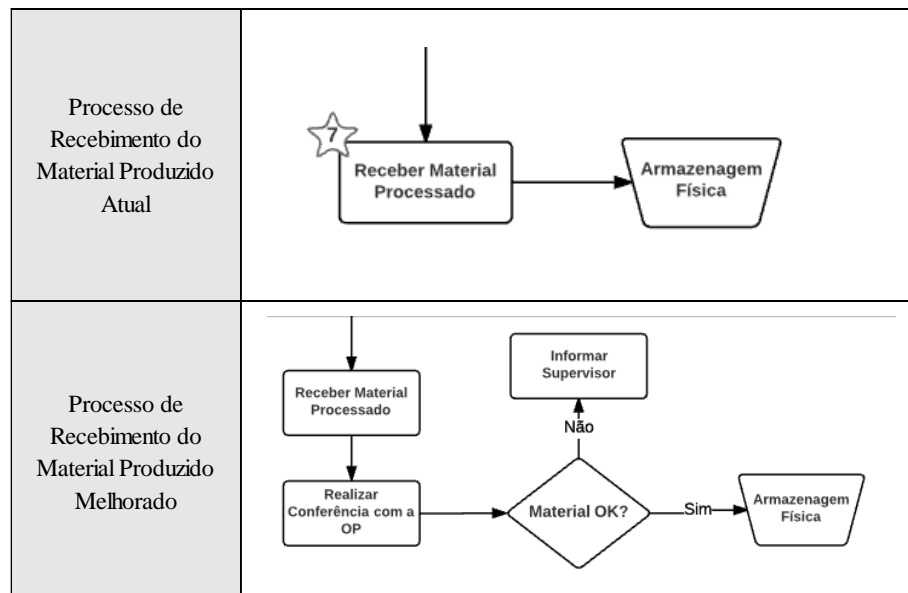 Processo de
Recebimento do
Material Produzido
Atual
7
Receber Material
Processado
Armazenagem
Física
Processo de
Recebimento do
Material Produzido
Melhorado
Informar
Supervisor
Receber Material
Processado
Não
Realizar
Conferência com a
OP
Material OK?
Sim
Armazenagem
Física